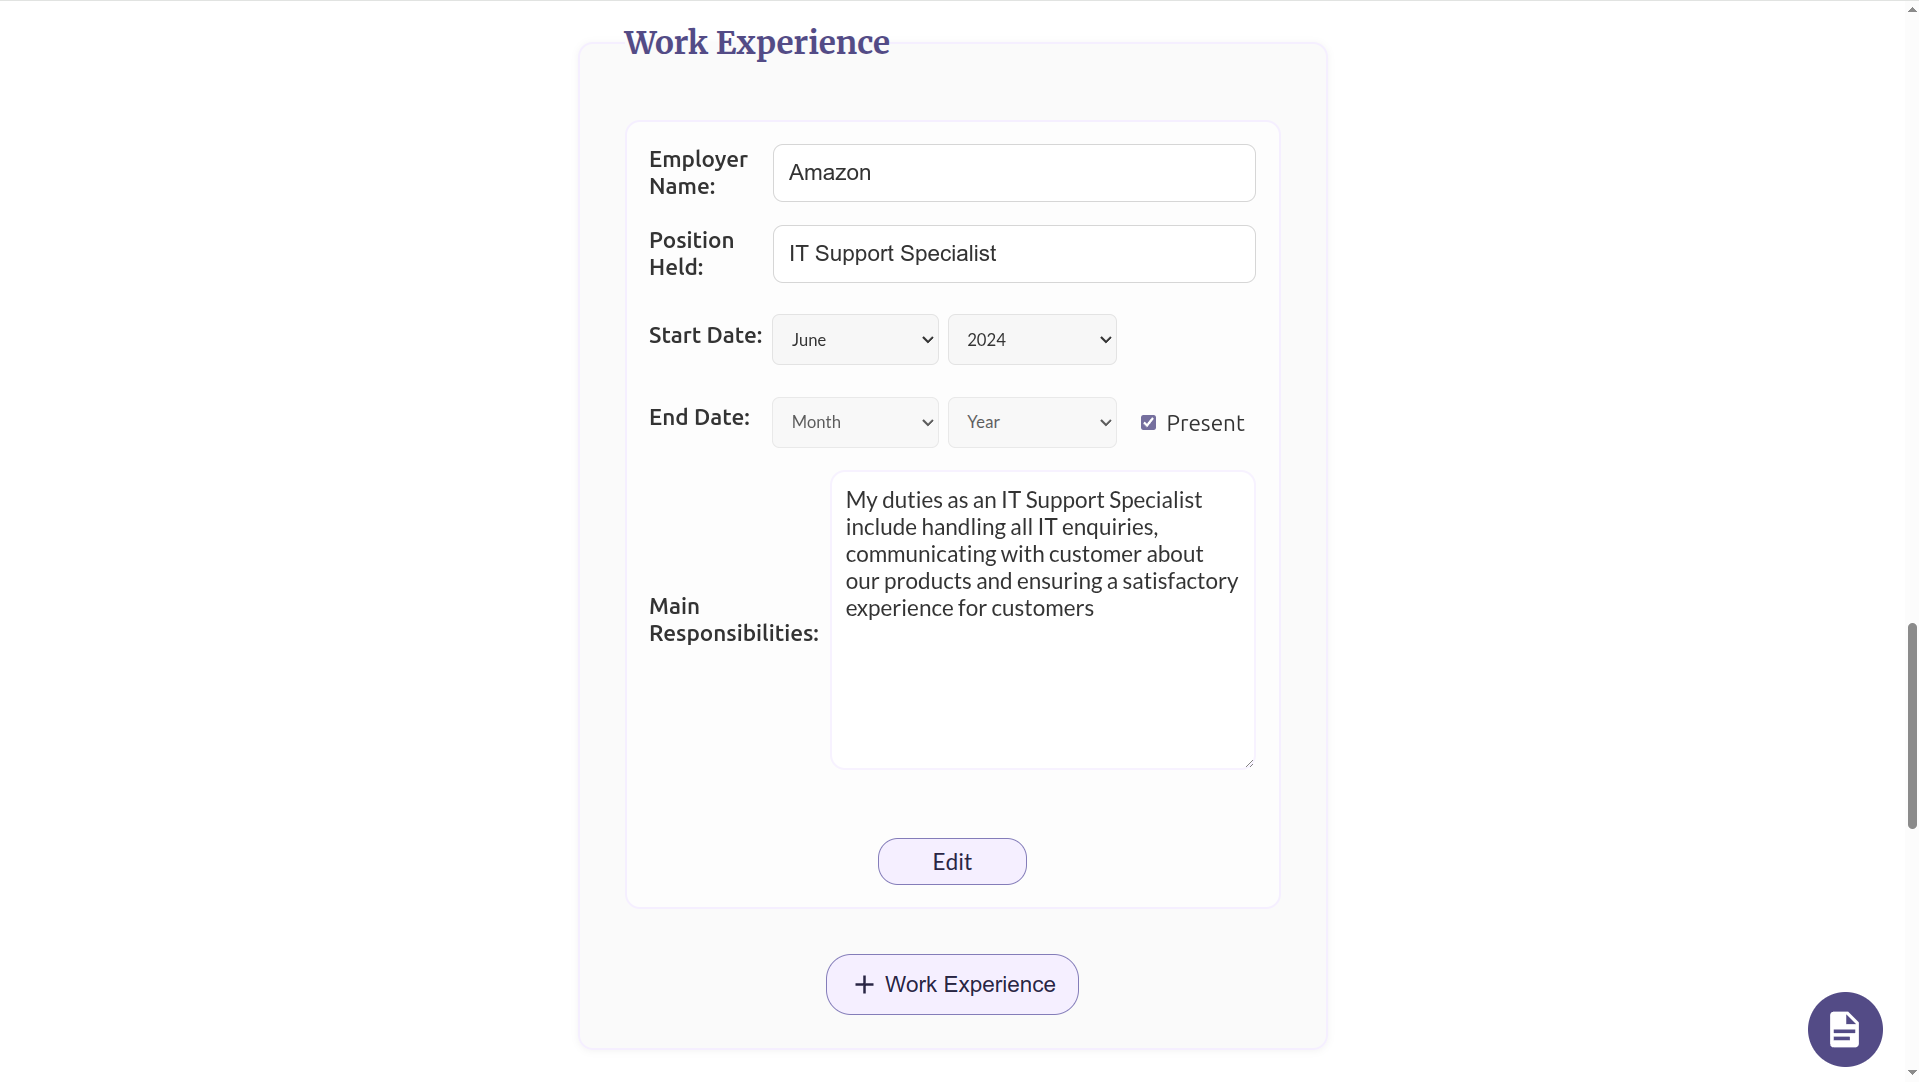 Work Experience
Employer
Name:
Amazon
Position
Held:
IT Support Specialist
Start Date:
June
2024
End Date:
Month
Year
Present
Main
Responsibilities:
My duties as an IT Support Specialist
include handling all IT enquiries,
communicating with customer about
our products and ensuring a satisfactory
experience for customers
Edit
+ Work Experience